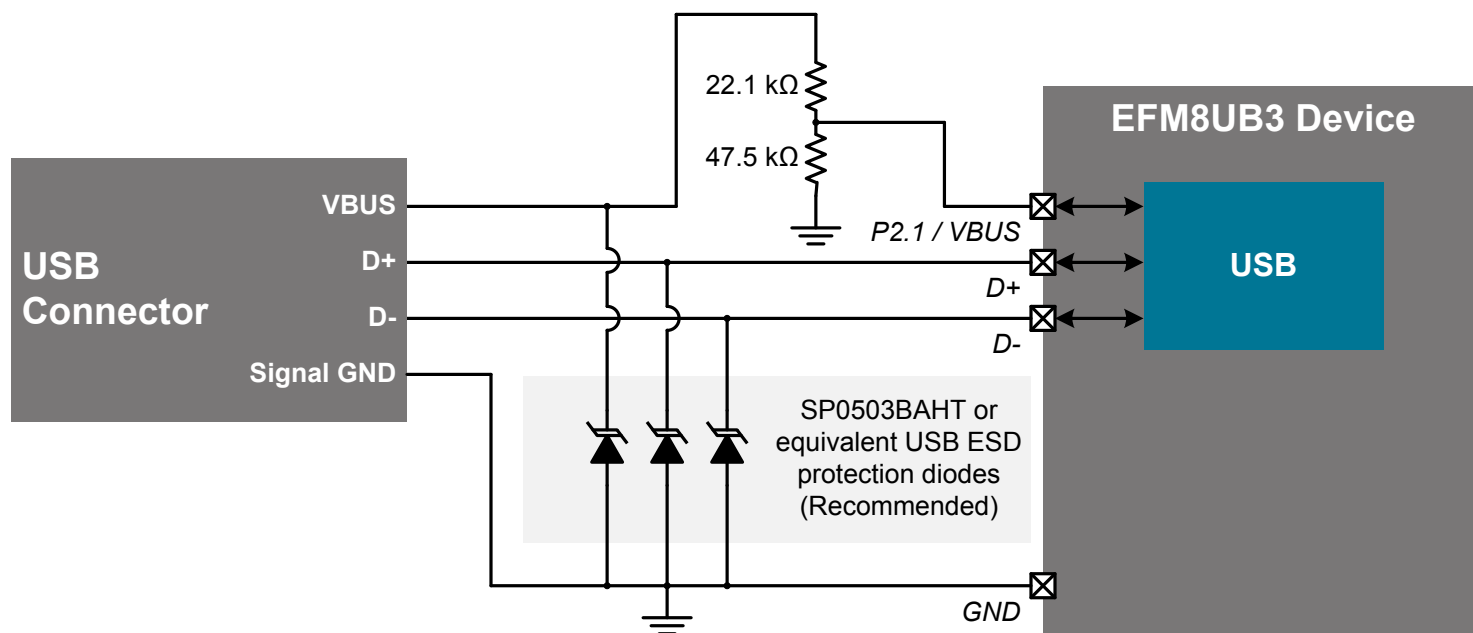 22.1 kΩ
47.5 kΩ
EFM8UB3 Device
USB
Connector
VBUS
D+
D-
Signal GND
P2.1 / VBUS
D+
D-
USB
SP0503BAHT or
equivalent USB ESD
protection diodes
(Recommended)
GND